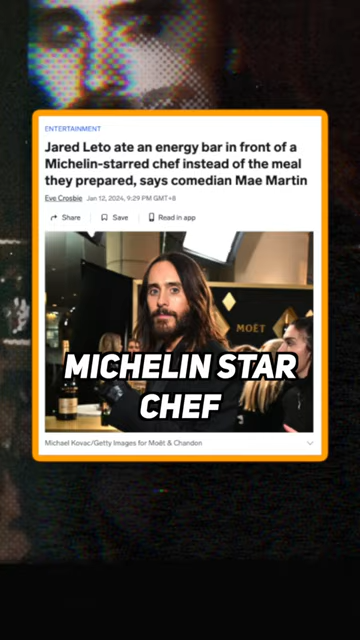 ENTERTAINMENT
Jared Leto ate an energy bar in front of a
Michelin-starred chef instead of the meal
they prepared, says comedian Mae Martin
Eve Crosbie Jan 12, 2024, 9:29 PM GMT+8
Share Save Read in app
MOËT
MICHELIN STAR
CHEF
Michael Kovac/Getty Images for Moët & Chandon